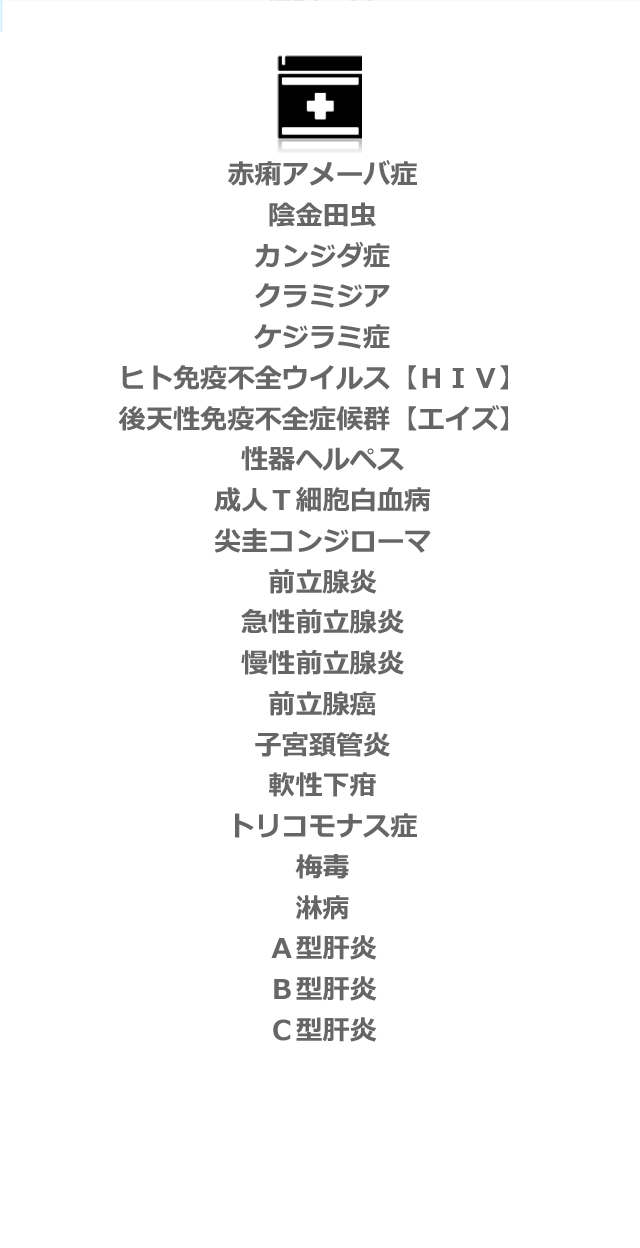 赤痢アメーバ症
陰金田虫
カンジダ症
クラミジア
ケジラミ症
ヒト免疫不全ウイルス【ＨＩＶ】
後天性免疫不全症候群【エイズ】
性器ヘルペス
成人Ｔ細胞白血病
尖圭コンジローマ
前立腺炎
急性前立腺炎
慢性前立腺炎
前立腺癌
子宮頚管炎
軟性下疳
トリコモナス症
梅毒
淋病
Ａ型肝炎
Ｂ型肝炎
Ｃ型肝炎